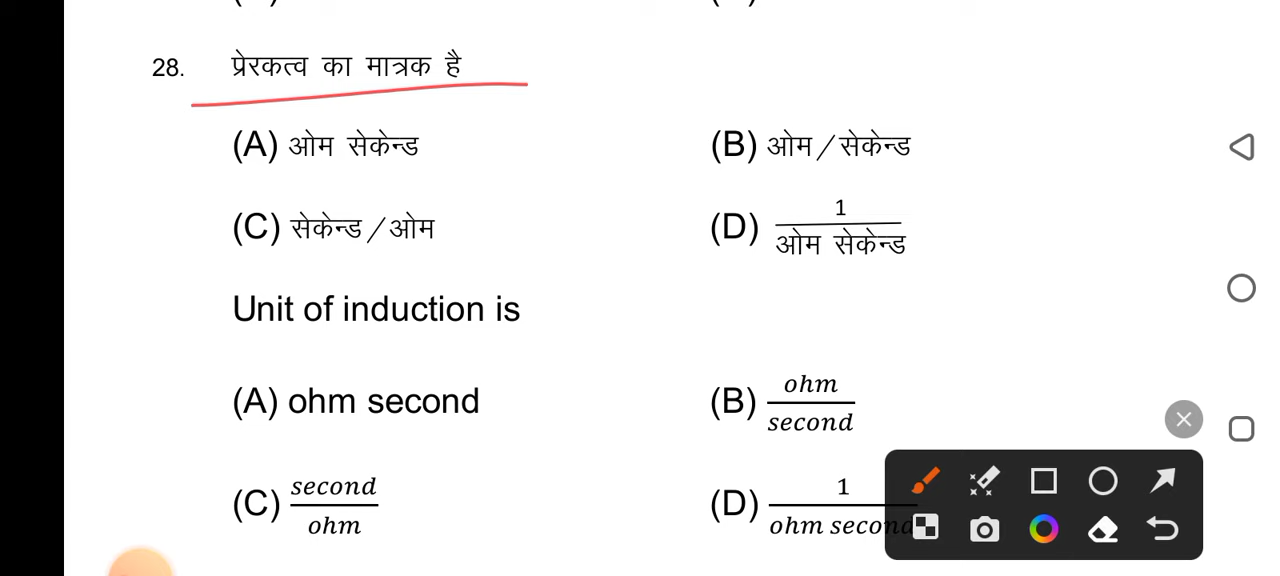 28. प्रेरकत्व का मात्रक है
(A) ओम सेकेन्ड (B) ओम/सेकेन्ड
(C) सेकेन्ड/ओम (D) 1/ओम सेकेन्ड
Unit of induction is
(A) ohm second (B) ohm/second
(C) second/ohm (D) 1/ohm second